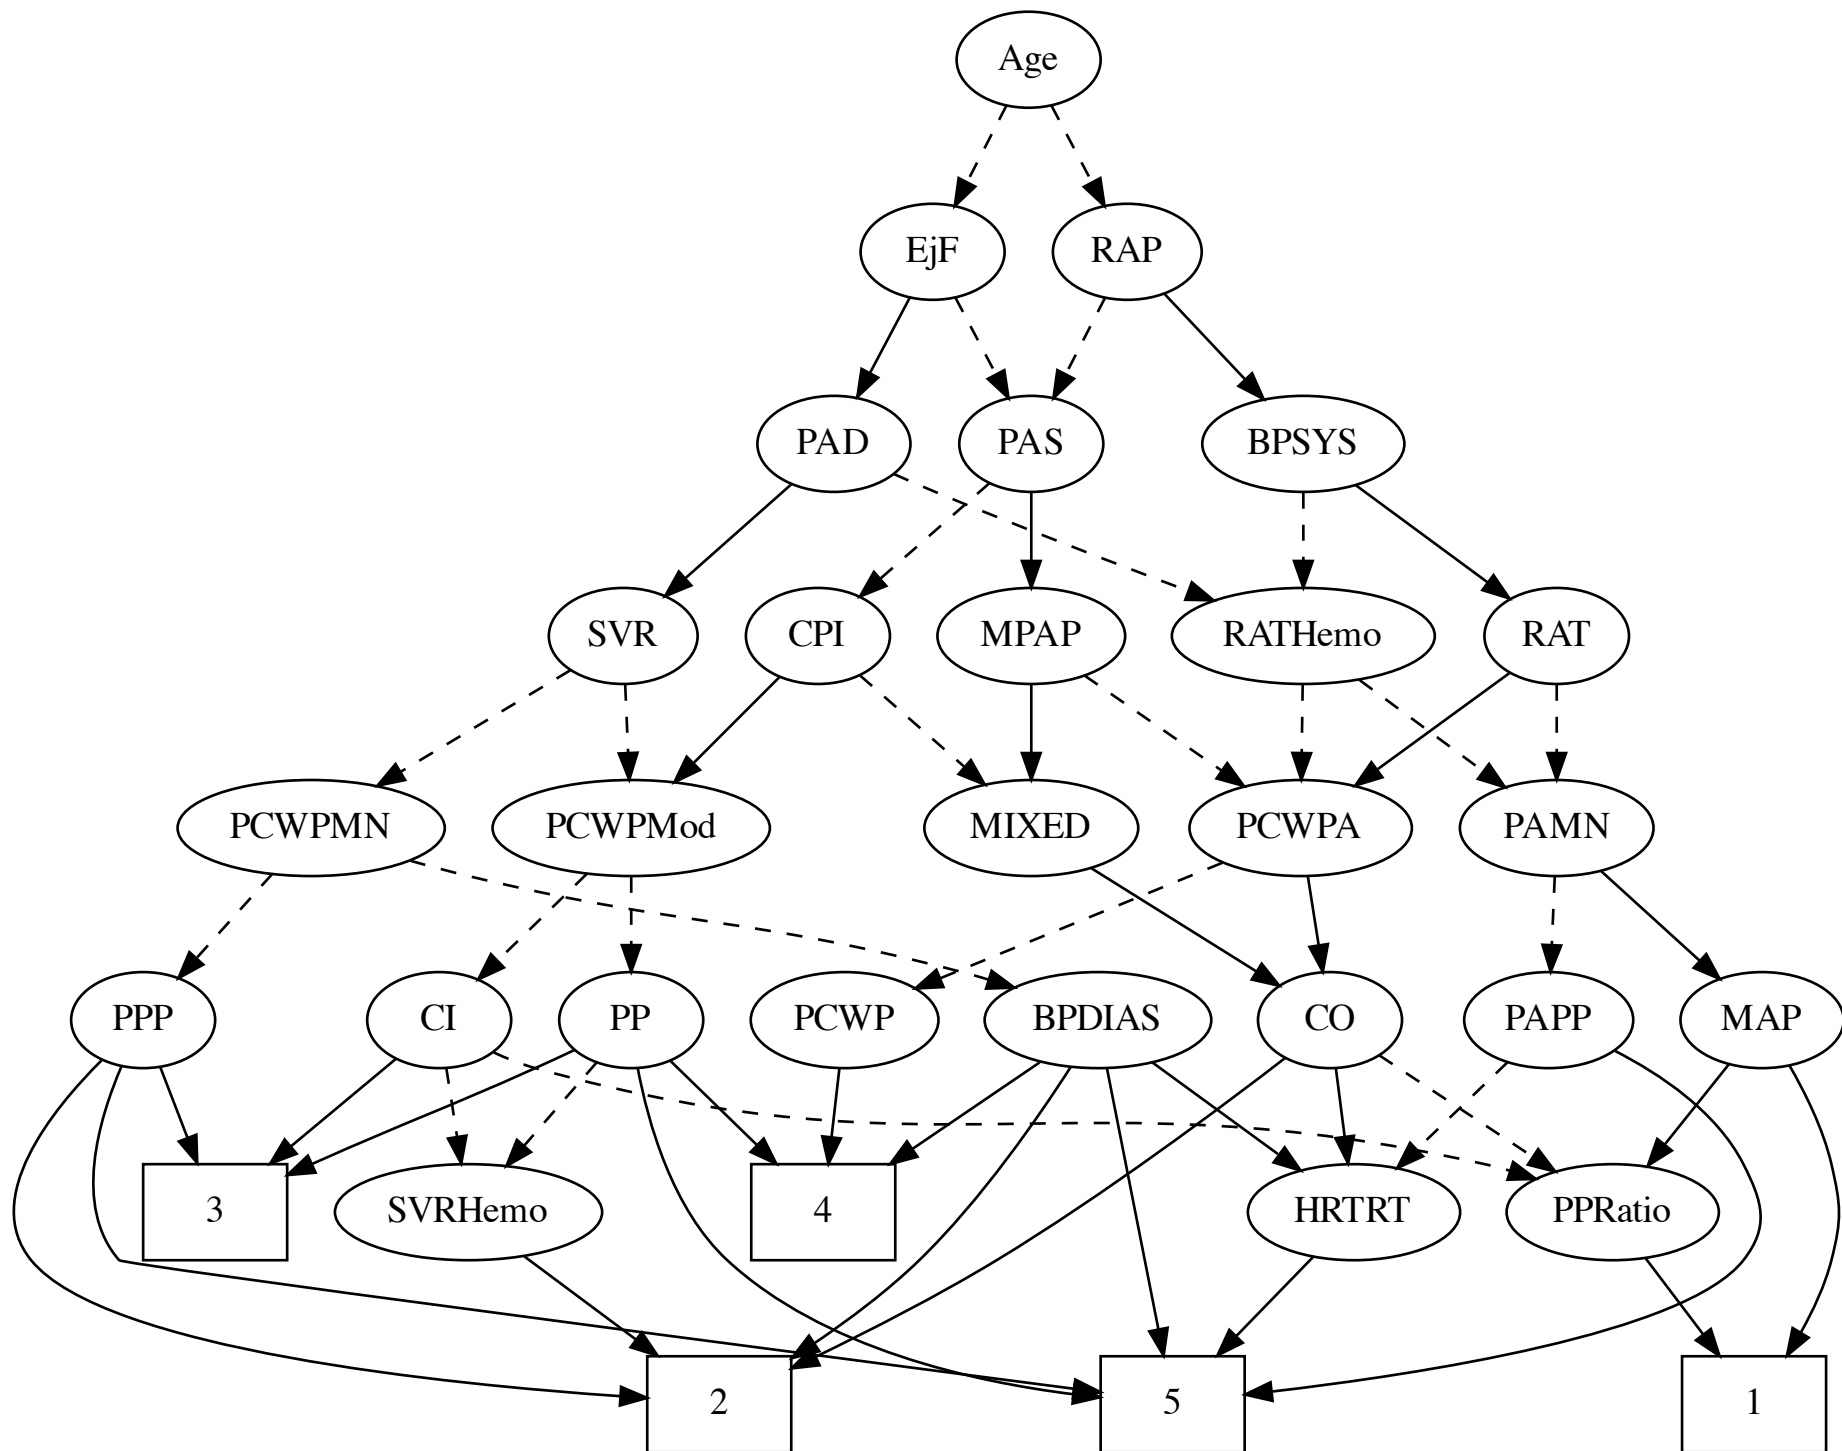 Age
EjF
RAP
PAD
PAS
BPSYS
SVR
CPI
MPAP
RATHemo
RAT
PCWPMN
PCWPMod
MIXED
PCWPA
PAMN
PPP
CI
PP
PCWP
BPDIAS
CO
PAPP
MAP
3
SVRHemo
4
HRTRT
PPRatio
2
5
1